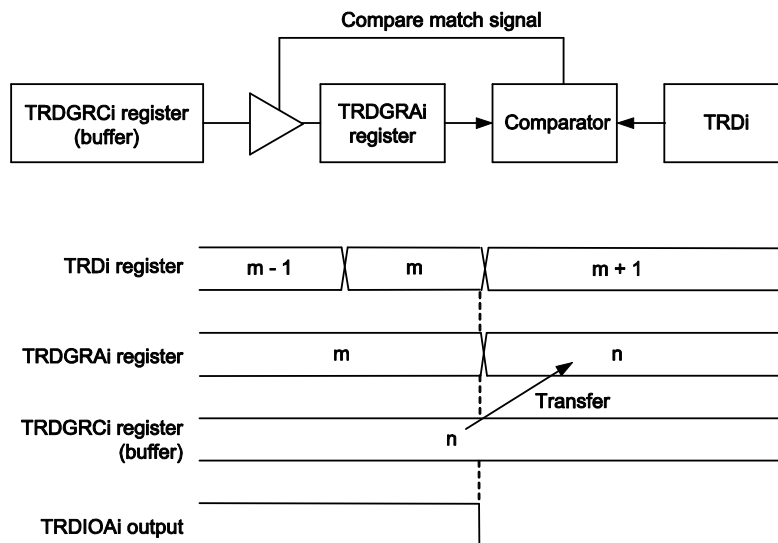 Compare match signal
TRDGRCi register
(buffer)
TRDGRAi
register
Comparator
TRDi
TRDi register
m - 1
m
m + 1
TRDGRAi register
m
n
Transfer
TRDGRCi register
(buffer)
n
TRDIOAi output